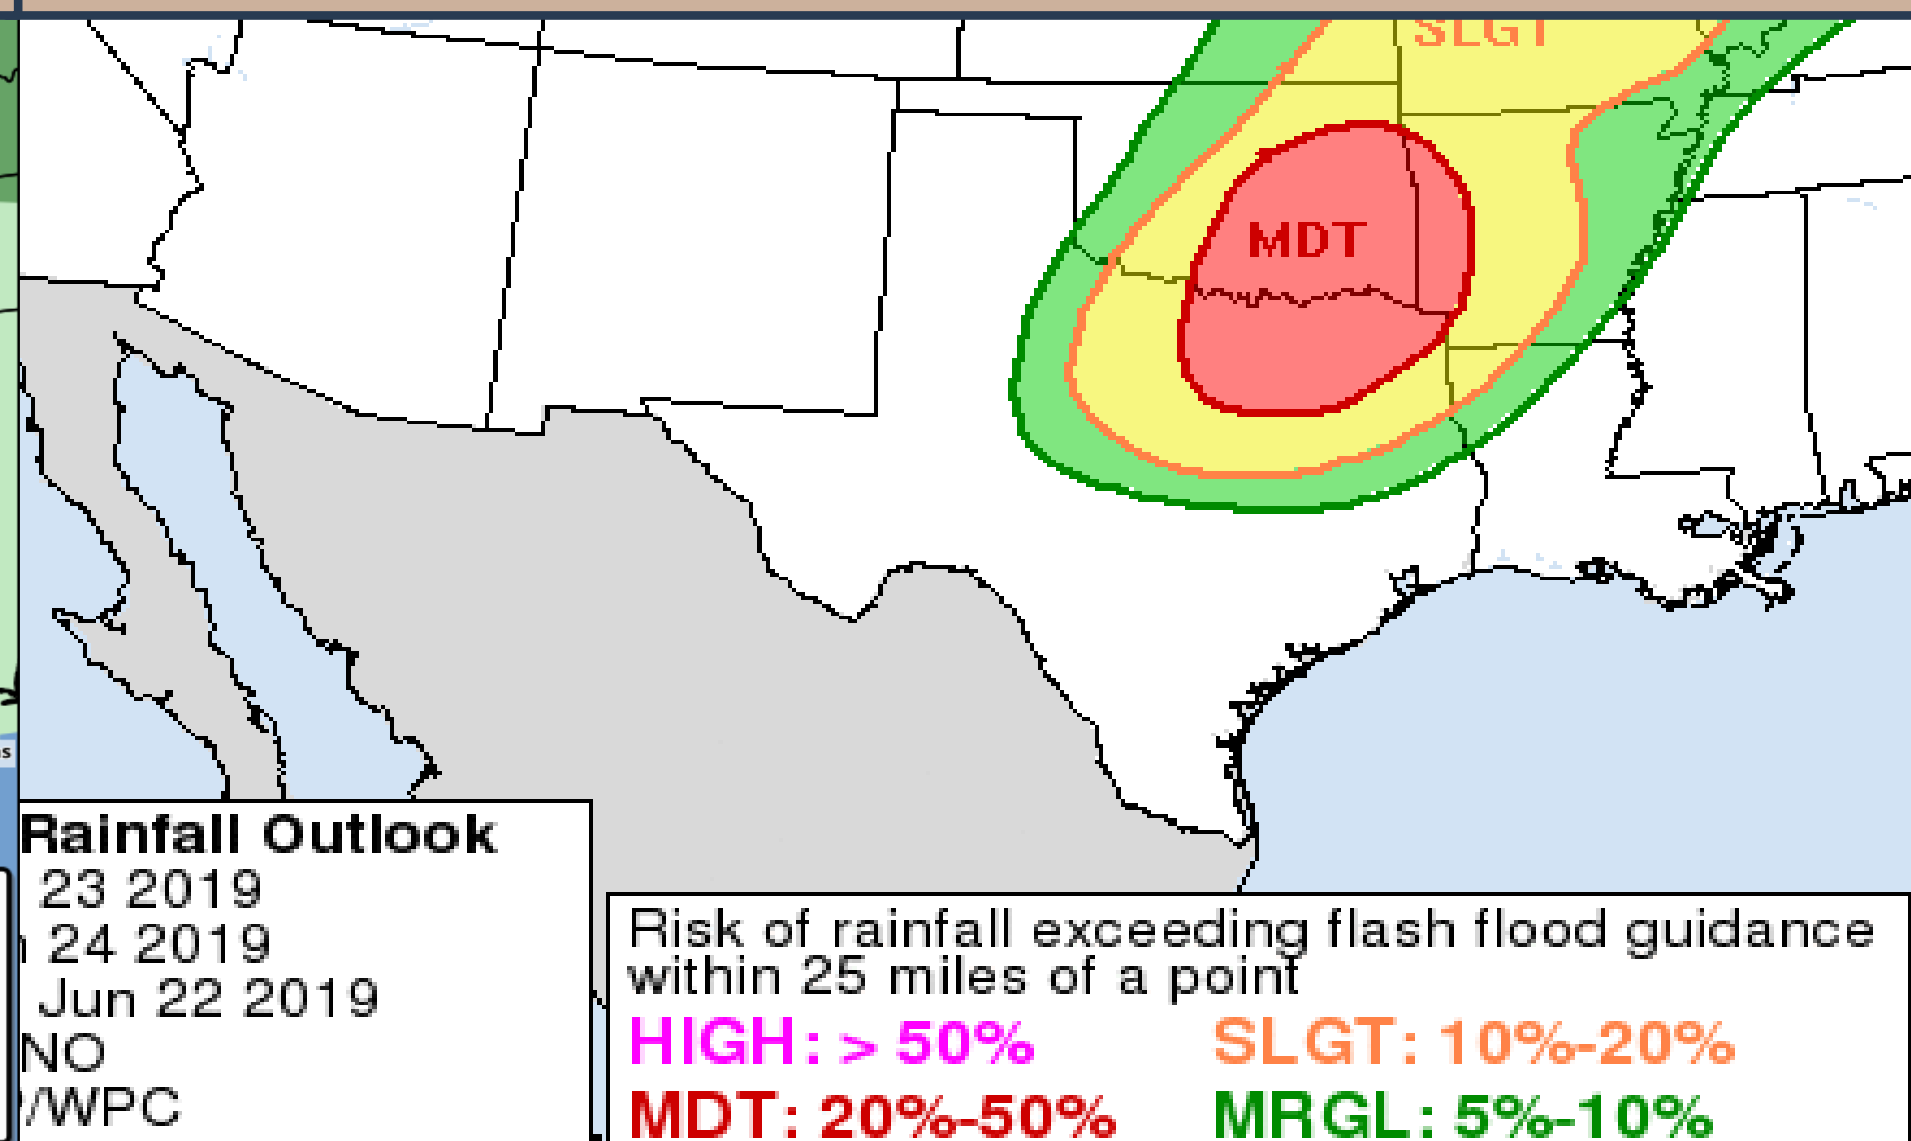 SLGT
MDT
Rainfall Outlook
23 2019
24 2019
Jun 22 2019
NO
/WPC
Risk of rainfall exceeding flash flood guidance
within 25 miles of a point
HIGH: > 50%
SLGT: 10%-20%
MDT: 20%-50%
MRGL: 5%-10%